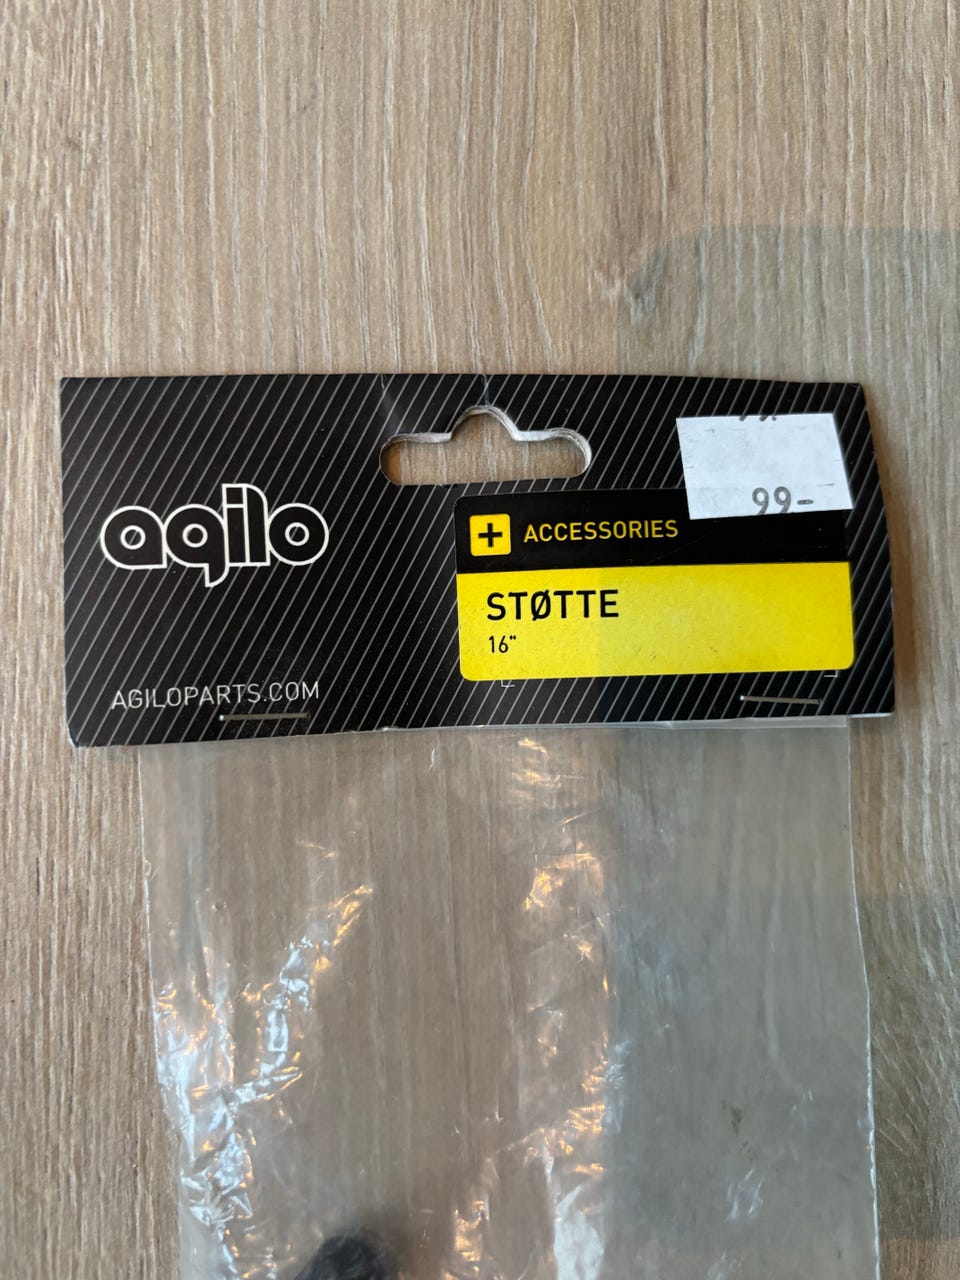 agilo
AGILOPARTS.COM
99-
+ ACCESSORIES
STØTTE
16"